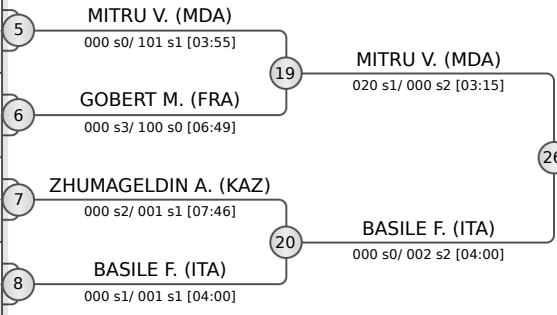 MITRU V. (MDA)
5
000 s0/ 101 s1 [03:55]
19
MITRU V. (MDA)
020 s1/ 000 s2 [03:15]
GOBERT M. (FRA)
6
000 s3/ 100 s0 [06:49]
26
ZHUMAGELDIN A. (KAZ)
7
000 s2/ 001 s1 [07:46]
20
BASILE F. (ITA)
000 s0/ 002 s2 [04:00]
BASILE F. (ITA)
8
000 s1/ 001 s1 [04:00]